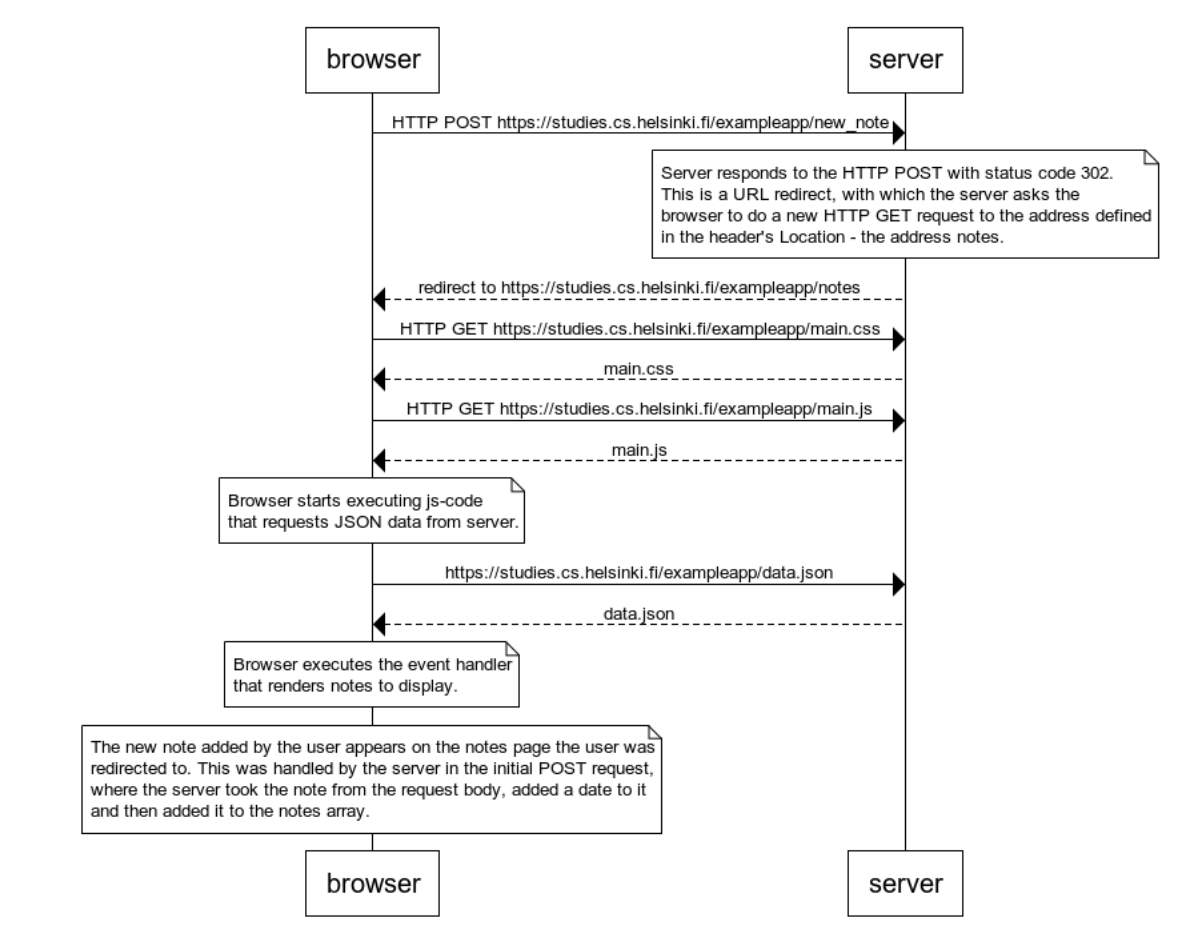 browser
server
HTTP POST https://studies.cs.helsinki.fi/exampleapp/new_note
Server responds to the HTTP POST with status code 302.
This is a URL redirect, with which the server asks the
browser to do a new HTTP GET request to the address defined
in the header's Location - the address notes.
redirect to https://studies.cs.helsinki.fi/exampleapp/notes
HTTP GET https://studies.cs.helsinki.fi/exampleapp/main.css
main.css
HTTP GET https://studies.cs.helsinki.fi/exampleapp/main.js
main.js
Browser starts executing js-code
that requests JSON data from server.
https://studies.cs.helsinki.fi/exampleapp/data.json
data.json
Browser executes the event handler
that renders notes to display.
The new note added by the user appears on the notes page the user was
redirected to. This was handled by the server in the initial POST request,
where the server took the note from the request body, added a date to it
and then added it to the notes array.
browser
server